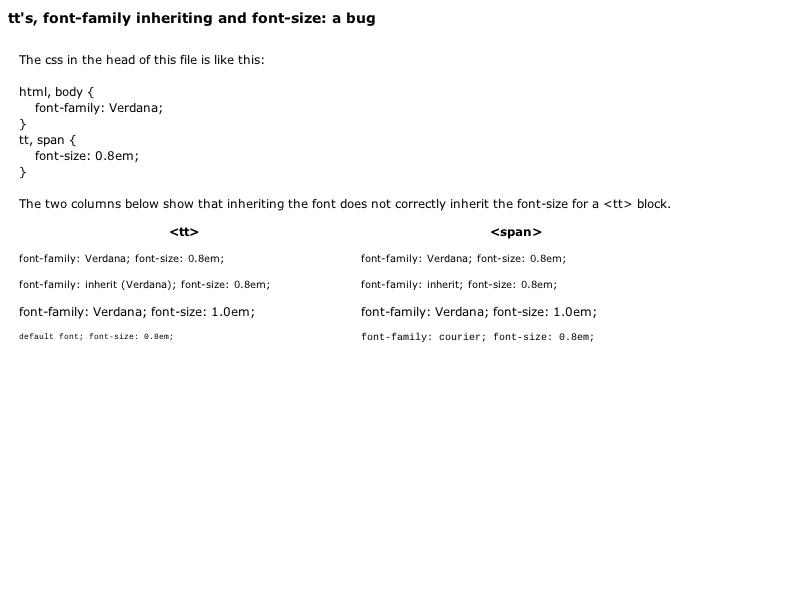 tt's, font-family inheriting and font-size: a bug
The css in the head of this file is like this:
html, body {
font-family: Verdana;
}
tt, span {
font-size: 0.8em;
}
The two columns below show that inheriting the font does not correctly inherit the font-size for a <tt> block.
<tt> <span>
font-family: Verdana; font-size: 0.8em; font-family: Verdana; font-size: 0.8em;
font-family: inherit (Verdana); font-size: 0.8em; font-family: inherit; font-size: 0.8em;
font-family: Verdana; font-size: 1.0em; font-family: Verdana; font-size: 1.0em;
default font; font-size: 0.8em; font-family: courier; font-size: 0.8em;